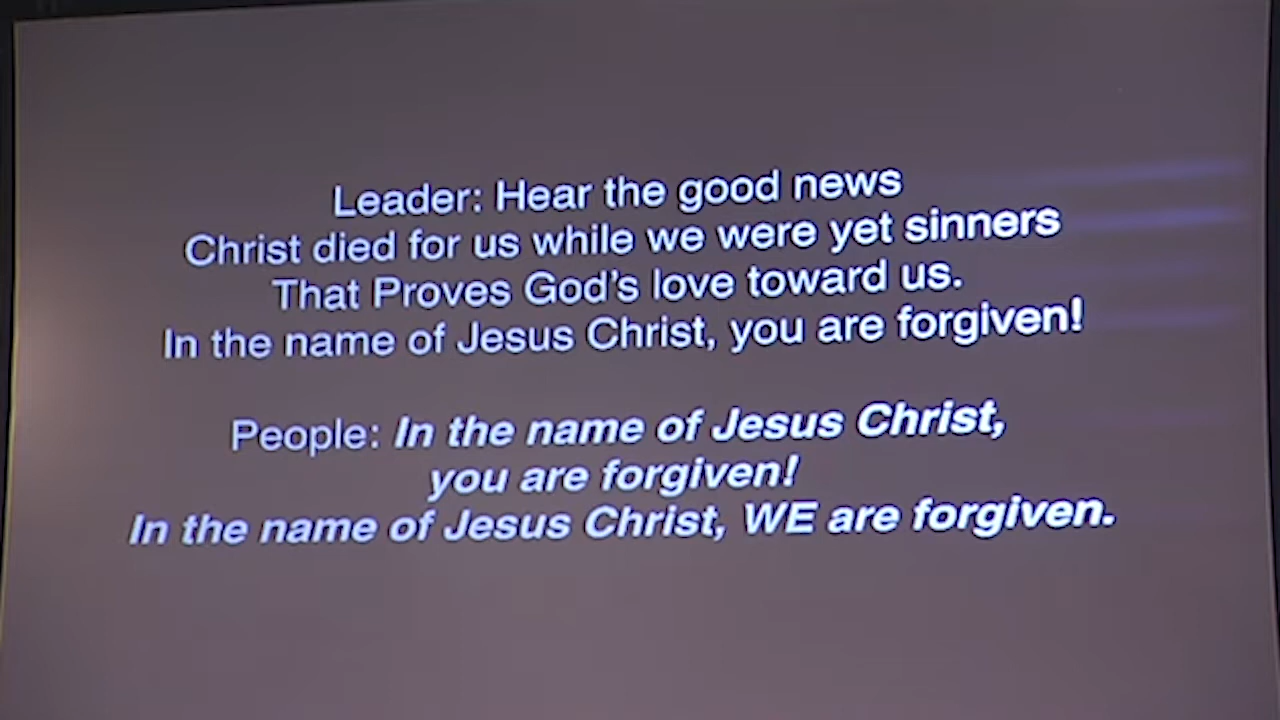 Leader: Hear the good news
Christ died for us while we were yet sinners
That Proves God's love toward us.
In the name of Jesus Christ, you are forgiven!
People: In the name of Jesus Christ,
you are forgiven!
In the name of Jesus Christ, WE are forgiven.